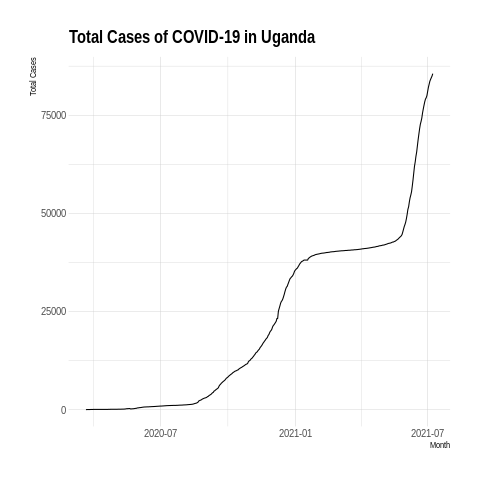 Total Cases of COVID-19 in Uganda
Total Cases
75000
50000
25000
0
2020-07
2021-01
2021-07
Month